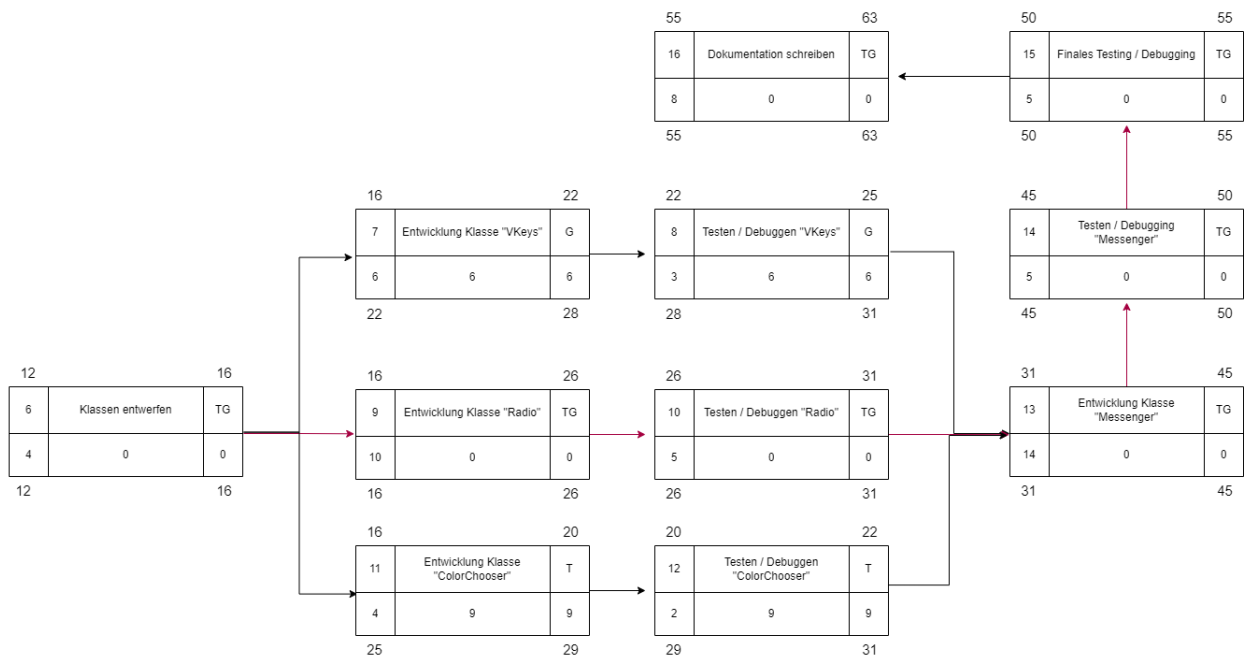 55 63
16 Dokumentation schreiben TG
8 0 0
55 63
50 55
15 Finales Testing / Debugging TG
5 0 0
50 55
16 22
7 Entwicklung Klasse "VKeys" G
6 6 6
22 28
22 25
8 Testen / Debuggen "VKeys" G
3 6 6
28 31
45 50
14 Testen / Debugging
"Messenger" TG
5 0 0
45 50
12 16
6 Klassen entwerfen TG
4 0 0
12 16
16 26
9 Entwicklung Klasse "Radio" TG
10 0 0
16 26
26 31
10 Testen / Debuggen "Radio" TG
5 0 0
26 31
31 45
13 Entwicklung Klasse
"Messenger" TG
14 0 0
31 45
16 20
11 Entwicklung Klasse
"ColorChooser" T
4 9 9
25 29
20 22
12 Testen / Debuggen
"ColorChooser" T
2 9 9
29 31